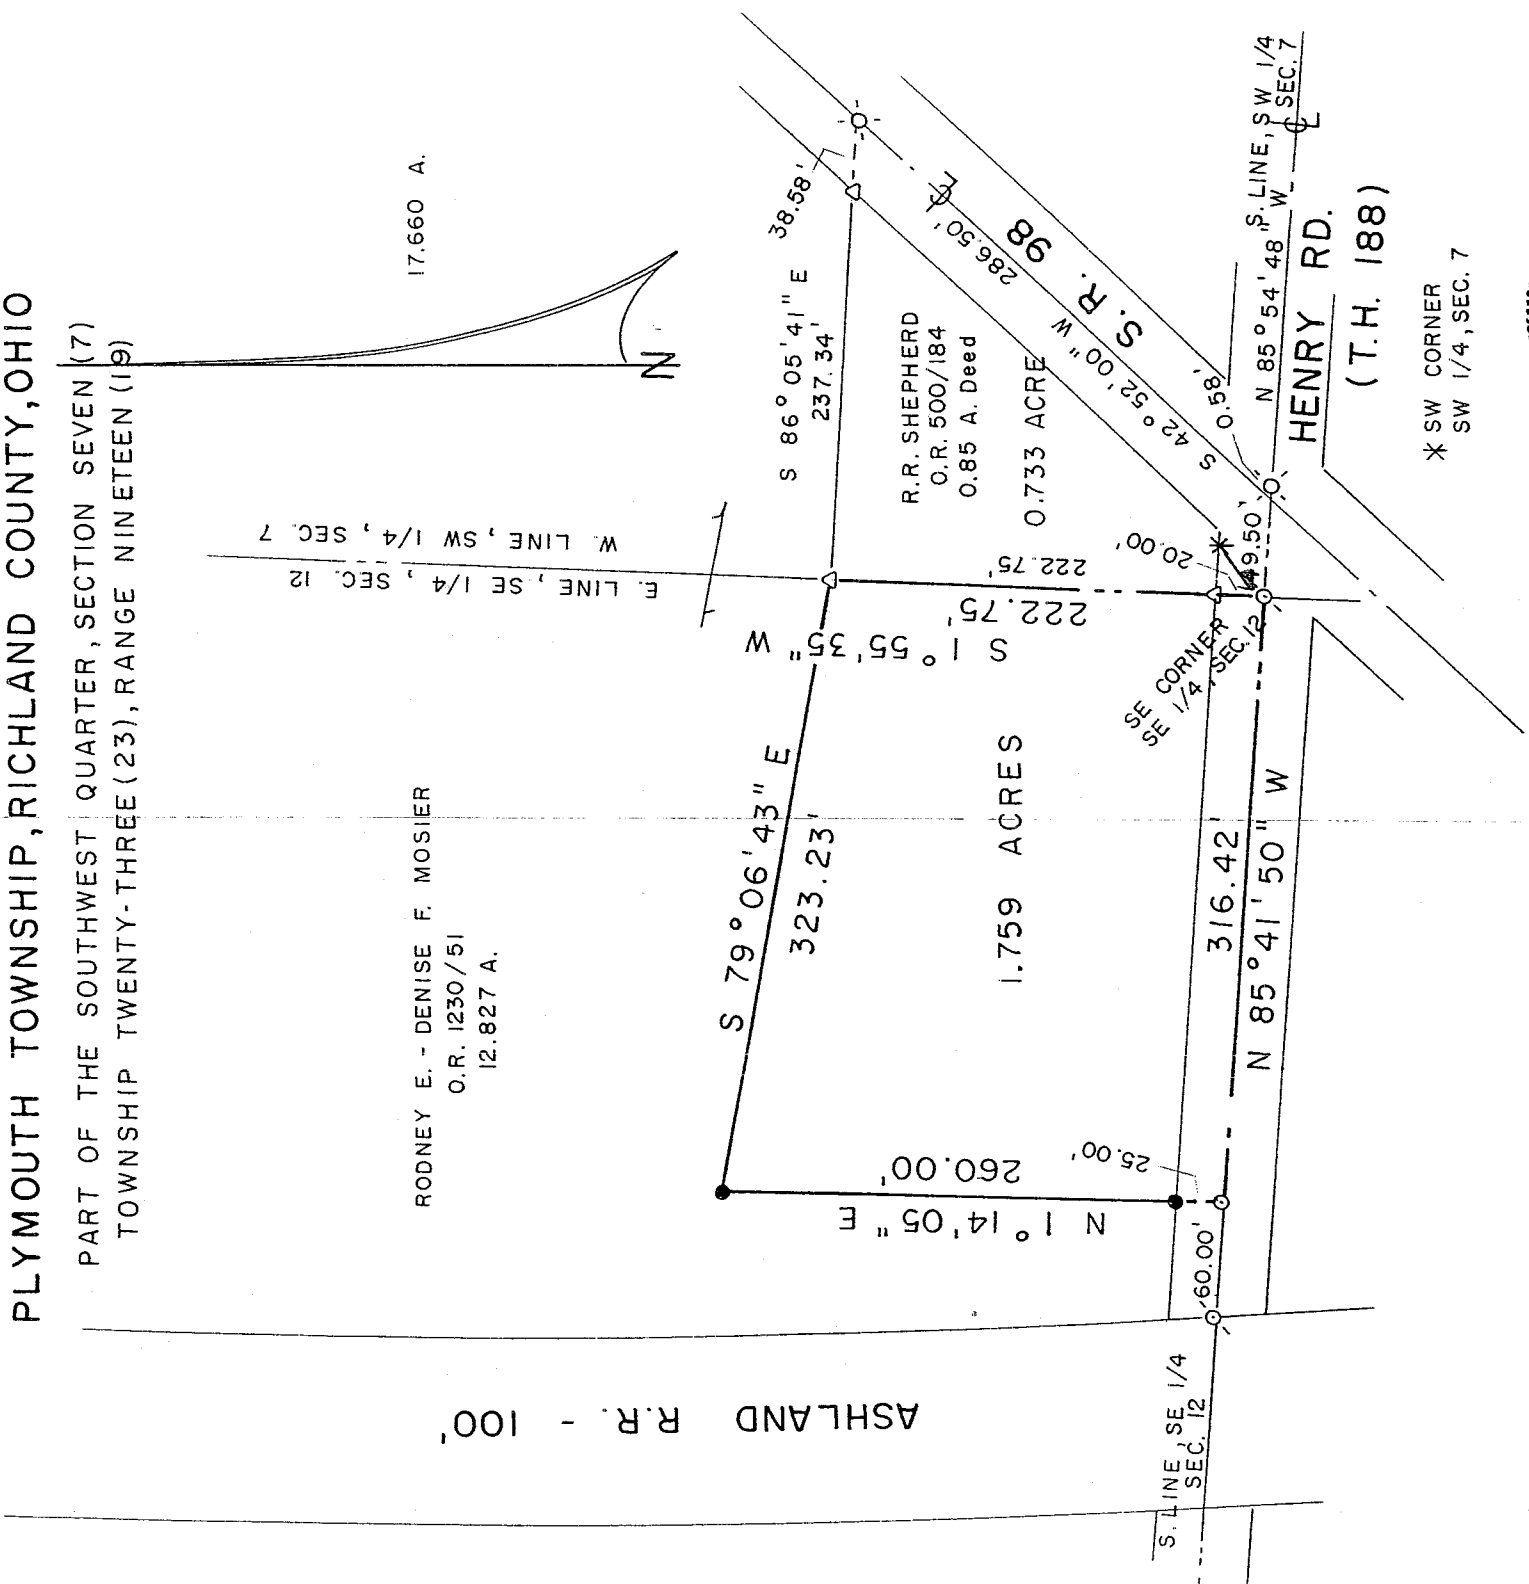 PLYMOUTH TOWNSHIP, RICHLAND COUNTY, OHIO
PART OF THE SOUTHWEST QUARTER, SECTION SEVEN (7)
TOWNSHIP TWENTY-THREE (23), RANGE NINETEEN (19)
17.660 A.
N
RODNEY E. - DENISE F. MOSIER
O.R. 1230/51
12.827 A.
W. LINE, SW 1/4, SEC. 7
E. LINE, SE 1/4, SEC. 12
S 86° 05' 41" E
237.34'
38.58'
R.R. SHEPHERD
O.R. 500/184
0.85 A. Deed
0.733 ACRE
℄
286.50'
S 42° 52' 00" W
S. R. 98
S 79° 06' 43" E
323.23'
S 1° 55' 35" W
222.75'
222.75'
1.759 ACRES
20.00'
49.50'
0.58'
SE CORNER
SE 1/4, SEC. 12
N 85° 54' 48" W
S. LINE, SW 1/4
SEC. 7
℄
HENRY RD.
(T.H. 188)
* SW CORNER
SW 1/4, SEC. 7
260.00'
N 1° 14' 05" E
25.00'
316.42'
N 85° 41' 50" W
60.00'
S. LINE, SE 1/4
SEC. 12
ASHLAND R.R. - 100'